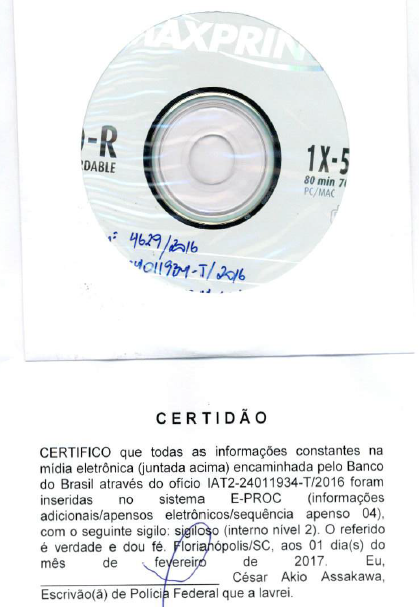 MAXPRIN
-R
DABLE
1X-5
80 min 7
PC/MAC
4629/2016
24011934-T/2016
CERTIDÃO
CERTIFICO que todas as informações constantes na
mídia eletrônica (juntada acima) encaminhada pelo Banco
do Brasil através do ofício IAT2-24011934-T/2016 foram
inseridas no sistema E-PROC (informações
adicionais/apensos eletrônicos/sequência apenso 04),
com o seguinte sigilo: sigiloso (interno nível 2). O referido
é verdade e dou fé. Florianópolis/SC, aos 01 dia(s) do
mês de fevereiro de 2017. Eu,
César Akio Assakawa,
Escrivão(ã) de Polícia Federal que a lavrei.